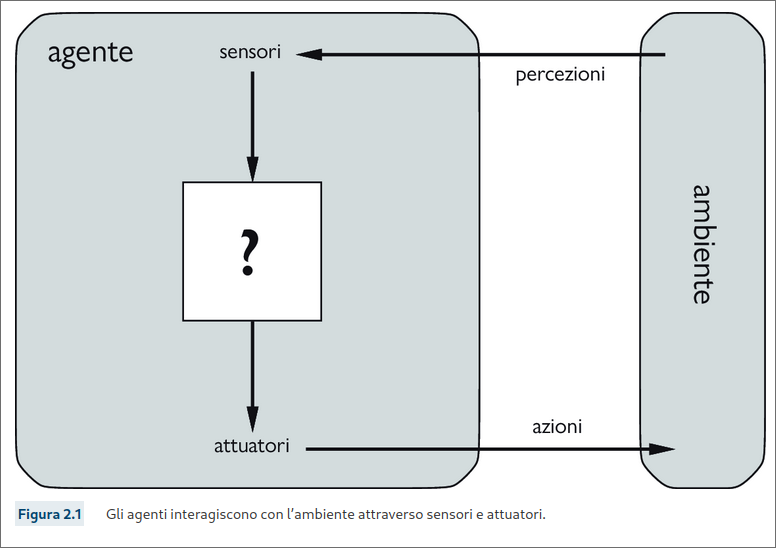 agente
sensori
percezioni
?
ambiente
azioni
attuatori
Figura 2.1 Gli agenti interagiscono con l'ambiente attraverso sensori e attuatori.